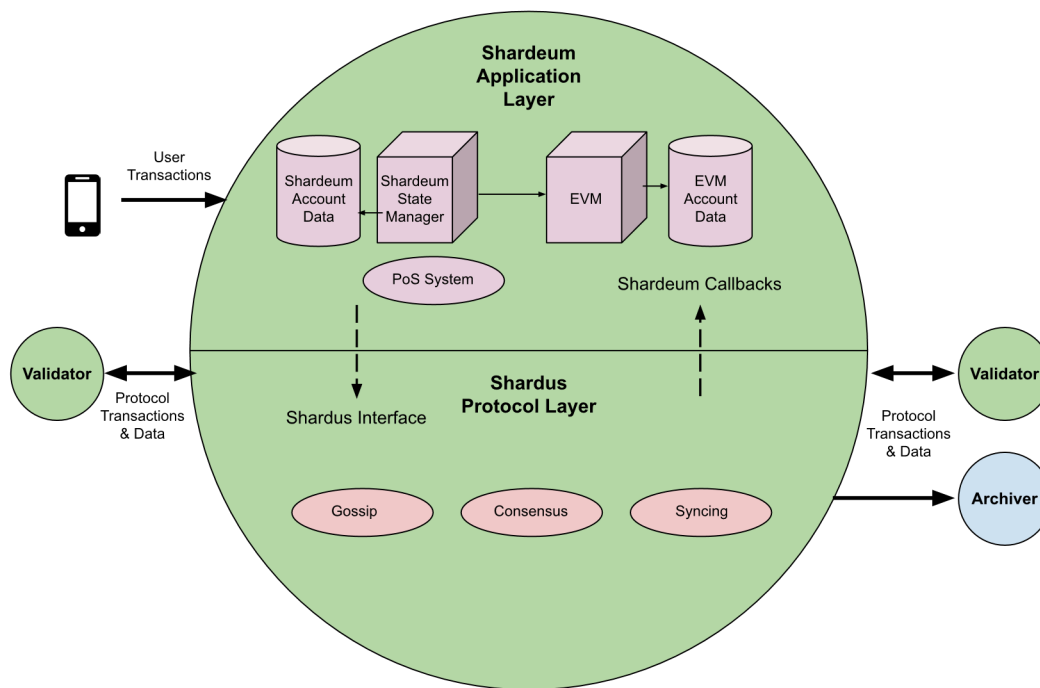 Shardeum
Application
Layer
User
Transactions
Shardeum
Account
Data
Shardeum
State
Manager
EVM
EVM
Account
Data
PoS System
Shardeum Callbacks
Validator
Protocol
Transactions
& Data
Shardus
Protocol Layer
Shardus Interface
Validator
Protocol
Transactions
& Data
Gossip
Consensus
Syncing
Archiver